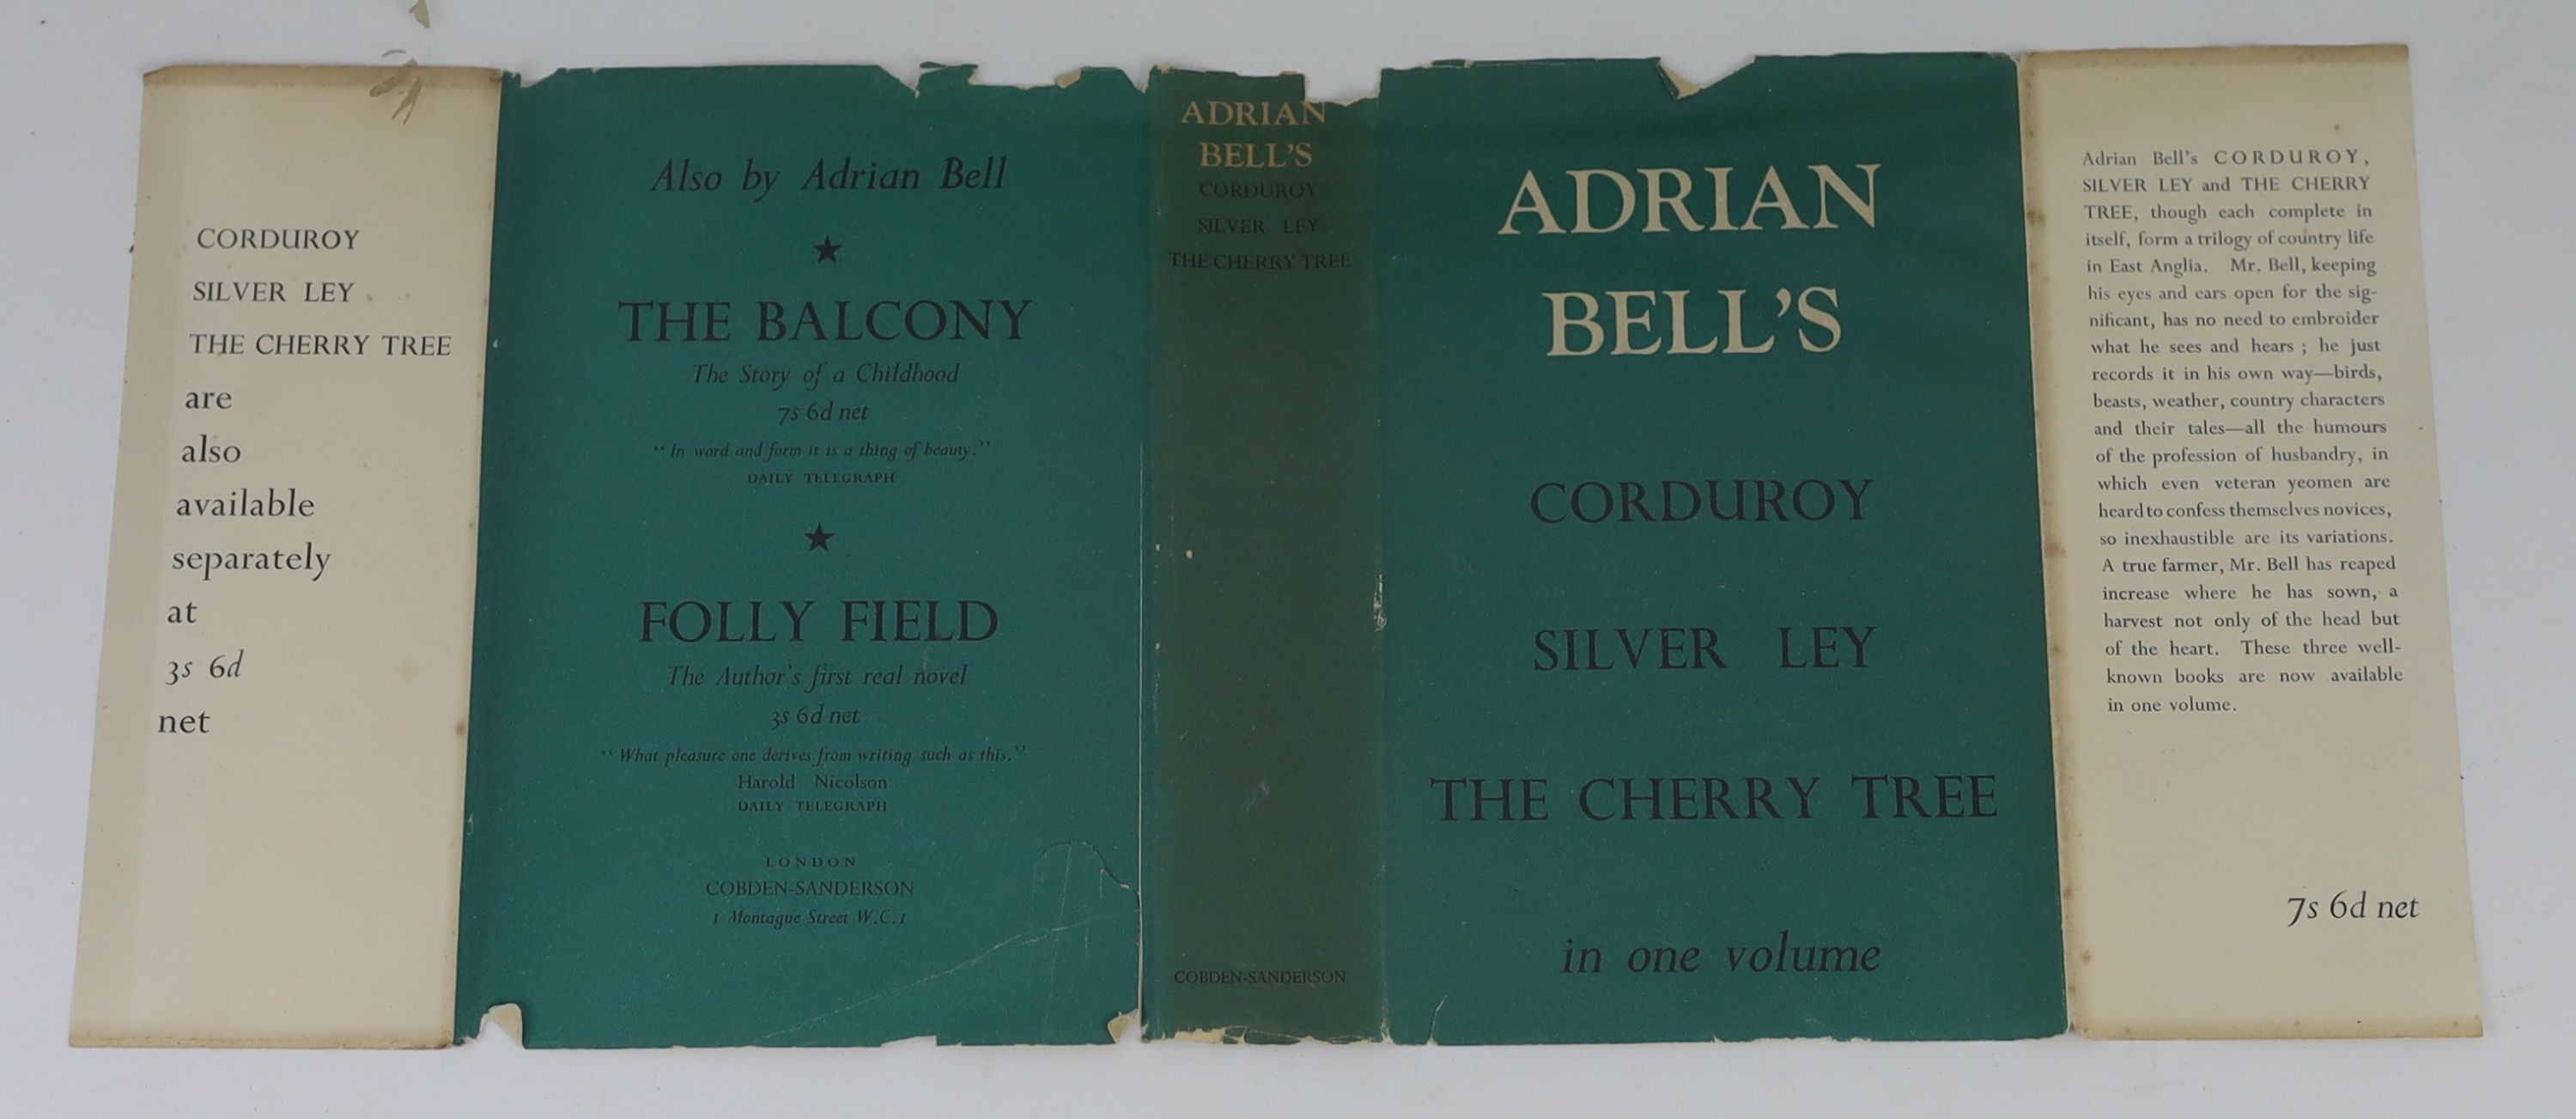 CORDUROY
SILVER LEY
THE CHERRY TREE
are
also
available
separately
at
3s 6d
net
Also by Adrian Bell
★
THE BALCONY
The Story of a Childhood
7s 6d net
“In word and form it is a thing of beauty.”
DAILY TELEGRAPH
★
FOLLY FIELD
The Author's first real novel
3s 6d net
“What pleasure one derives from writing such as this.”
Harold Nicolson
DAILY TELEGRAPH
LONDON
COBDEN-SANDERSON
1 Montague Street W.C.1
ADRIAN
BELL'S
CORDUROY
SILVER LEY
THE CHERRY TREE
COBDEN-SANDERSON
ADRIAN
BELL'S
CORDUROY
SILVER LEY
THE CHERRY TREE
in one volume
Adrian Bell's CORDUROY,
SILVER LEY and THE CHERRY
TREE, though each complete in
itself, form a trilogy of country life
in East Anglia. Mr. Bell, keeping
his eyes and ears open for the sig-
nificant, has no need to embroider
what he sees and hears ; he just
records it in his own way—birds,
beasts, weather, country characters
and their tales—all the humours
of the profession of husbandry, in
which even veteran yeomen are
heard to confess themselves novices,
so inexhaustible are its variations.
A true farmer, Mr. Bell has reaped
increase where he has sown, a
harvest not only of the head but
of the heart. These three well-
known books are now available
in one volume.
7s 6d net